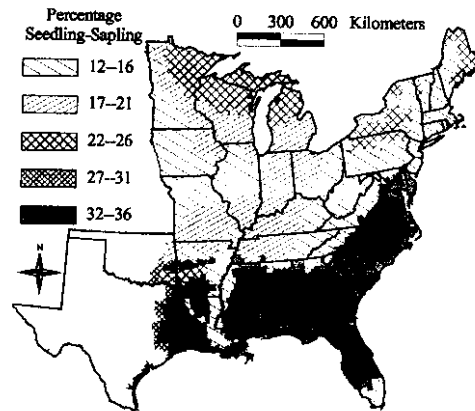 Percentage
Seedling-Sapling
12–16
17–21
22–26
27–31
32–36
0 300 600 Kilometers
N